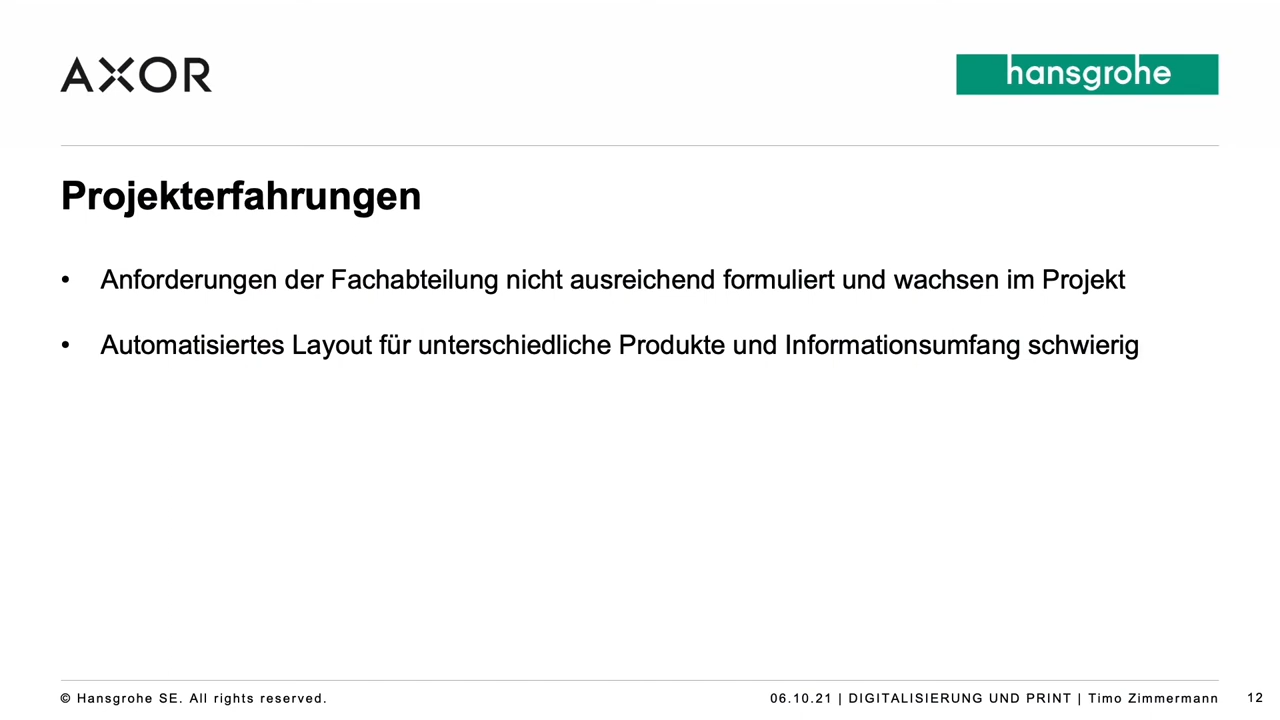 AXOR
hansgrohe
Projekterfahrungen
• Anforderungen der Fachabteilung nicht ausreichend formuliert und wachsen im Projekt
• Automatisiertes Layout für unterschiedliche Produkte und Informationsumfang schwierig
© Hansgrohe SE. All rights reserved.
06.10.21 | DIGITALISIERUNG UND PRINT | Timo Zimmermann 12